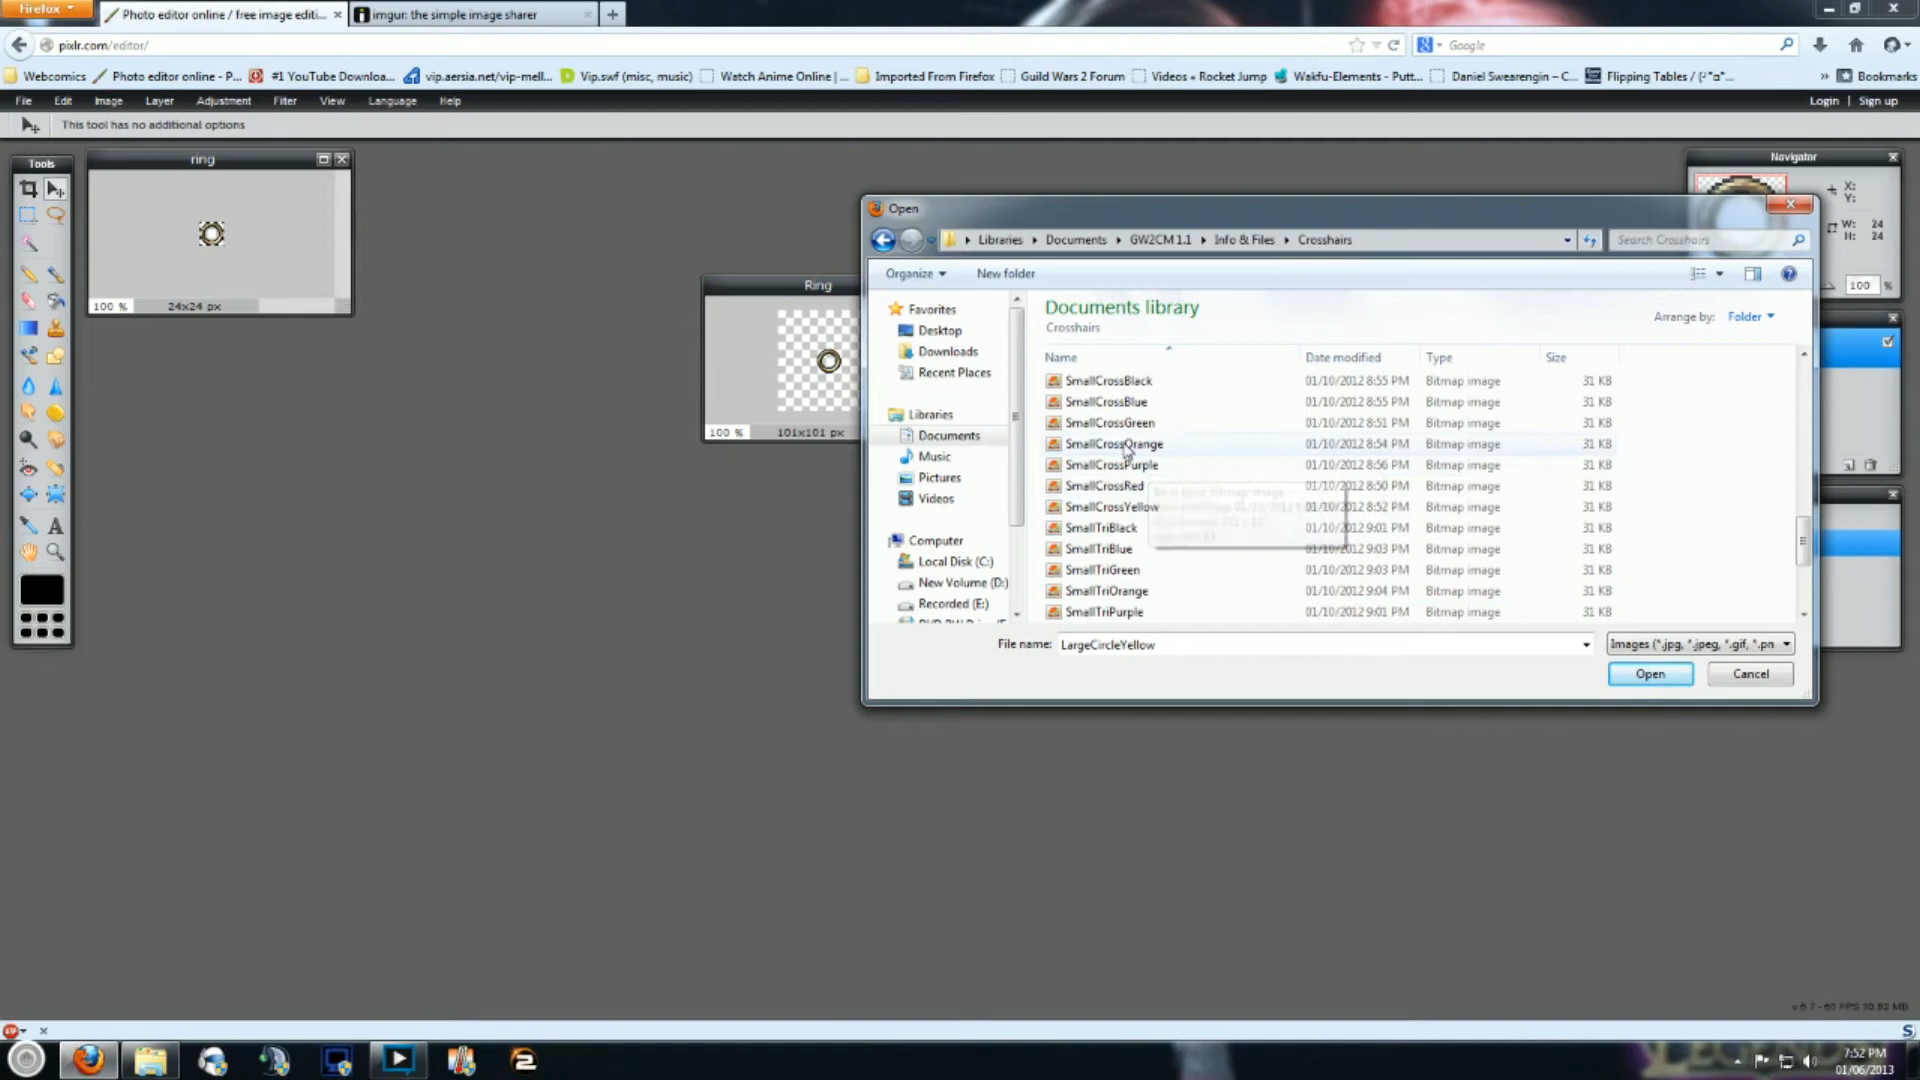 Firefox
Photo editor online / free image editi...
imgur: the simple image sharer
pixlr.com/editor/
Google
Webcomics
Photo editor online - P...
#1 YouTube Downloa...
vip.aersia.net/vip-mell...
Vip.swf (misc, music)
Watch Anime Online | ...
Imported From Firefox
Guild Wars 2 Forum
Videos « Rocket Jump
Wakfu-Elements - Putt...
Daniel Swearengin – C...
Flipping Tables / (╯°□°...
Bookmarks
File Edit Image Layer Adjustment Filter View Language Help
Login | Sign up
This tool has no additional options
Tools
ring
100 % 24x24 px
Ring
100 % 101x101 px
Navigator
X:
Y:
W: 24
H: 24
100 %
Open
Libraries Documents GW2CM 1.1 Info & Files Crosshairs
Search Crosshairs
Organize New folder
Favorites
Desktop
Downloads
Recent Places
Libraries
Documents
Music
Pictures
Videos
Computer
Local Disk (C:)
New Volume (D:)
Recorded (E:)
Documents library
Crosshairs
Arrange by: Folder
Name Date modified Type Size
SmallCrossBlack 01/10/2012 8:55 PM Bitmap image 31 KB
SmallCrossBlue 01/10/2012 8:55 PM Bitmap image 31 KB
SmallCrossGreen 01/10/2012 8:51 PM Bitmap image 31 KB
SmallCrossOrange 01/10/2012 8:54 PM Bitmap image 31 KB
SmallCrossPurple 01/10/2012 8:56 PM Bitmap image 31 KB
SmallCrossRed 01/10/2012 8:50 PM Bitmap image 31 KB
SmallCrossYellow 01/10/2012 8:52 PM Bitmap image 31 KB
SmallTriBlack 01/10/2012 9:01 PM Bitmap image 31 KB
SmallTriBlue 01/10/2012 9:03 PM Bitmap image 31 KB
SmallTriGreen 01/10/2012 9:03 PM Bitmap image 31 KB
SmallTriOrange 01/10/2012 9:04 PM Bitmap image 31 KB
SmallTriPurple 01/10/2012 9:01 PM Bitmap image 31 KB
File name: LargeCircleYellow
Images (*.jpg, *.jpeg, *.gif, *.pn
Open Cancel
7:52 PM
01/06/2013